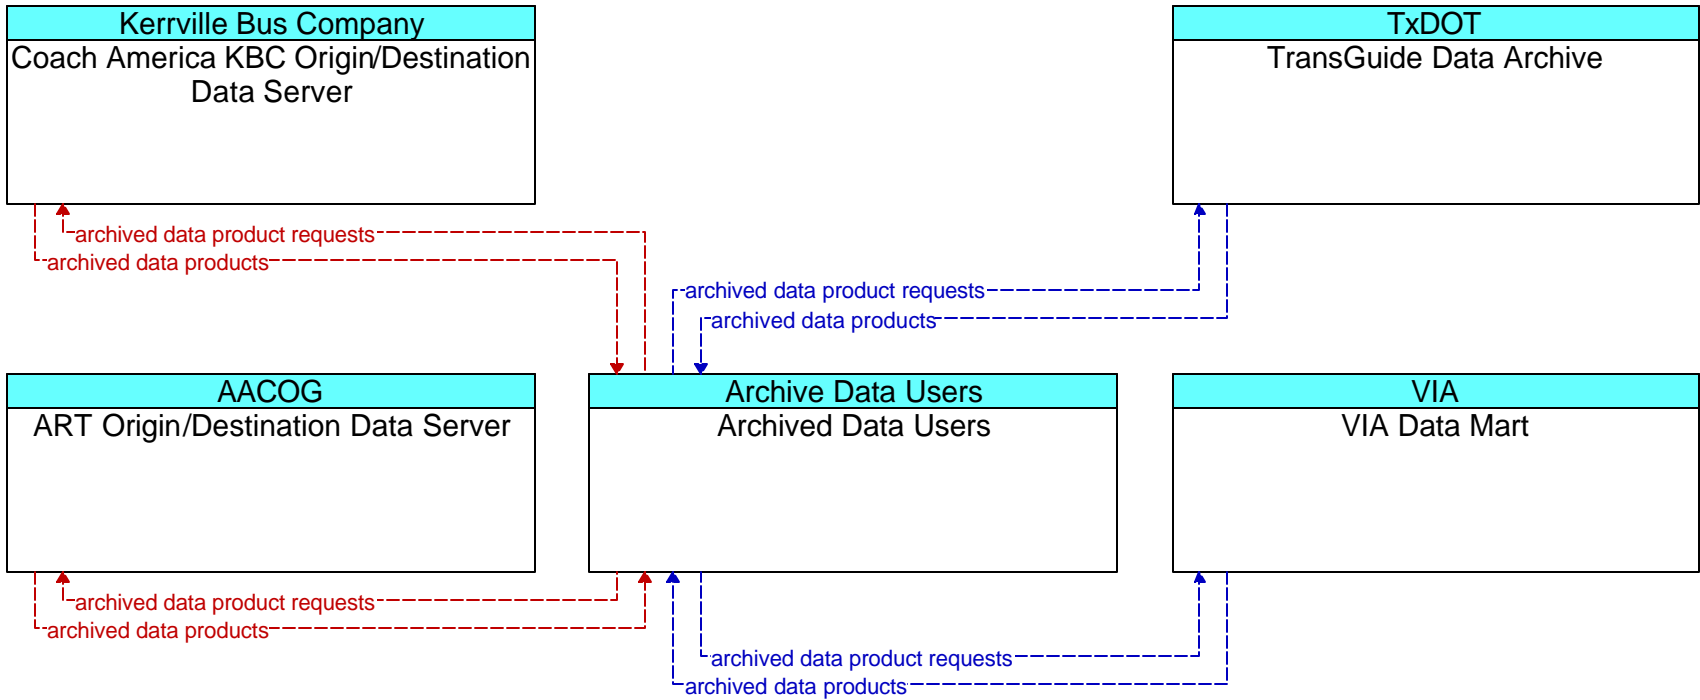 Kerrville Bus Company
Coach America KBC Origin/Destination
Data Server
TxDOT
TransGuide Data Archive
archived data product requests
archived data products
archived data product requests
archived data products
AACOG
ART Origin/Destination Data Server
Archive Data Users
Archived Data Users
VIA
VIA Data Mart
archived data product requests
archived data products
archived data product requests
archived data products